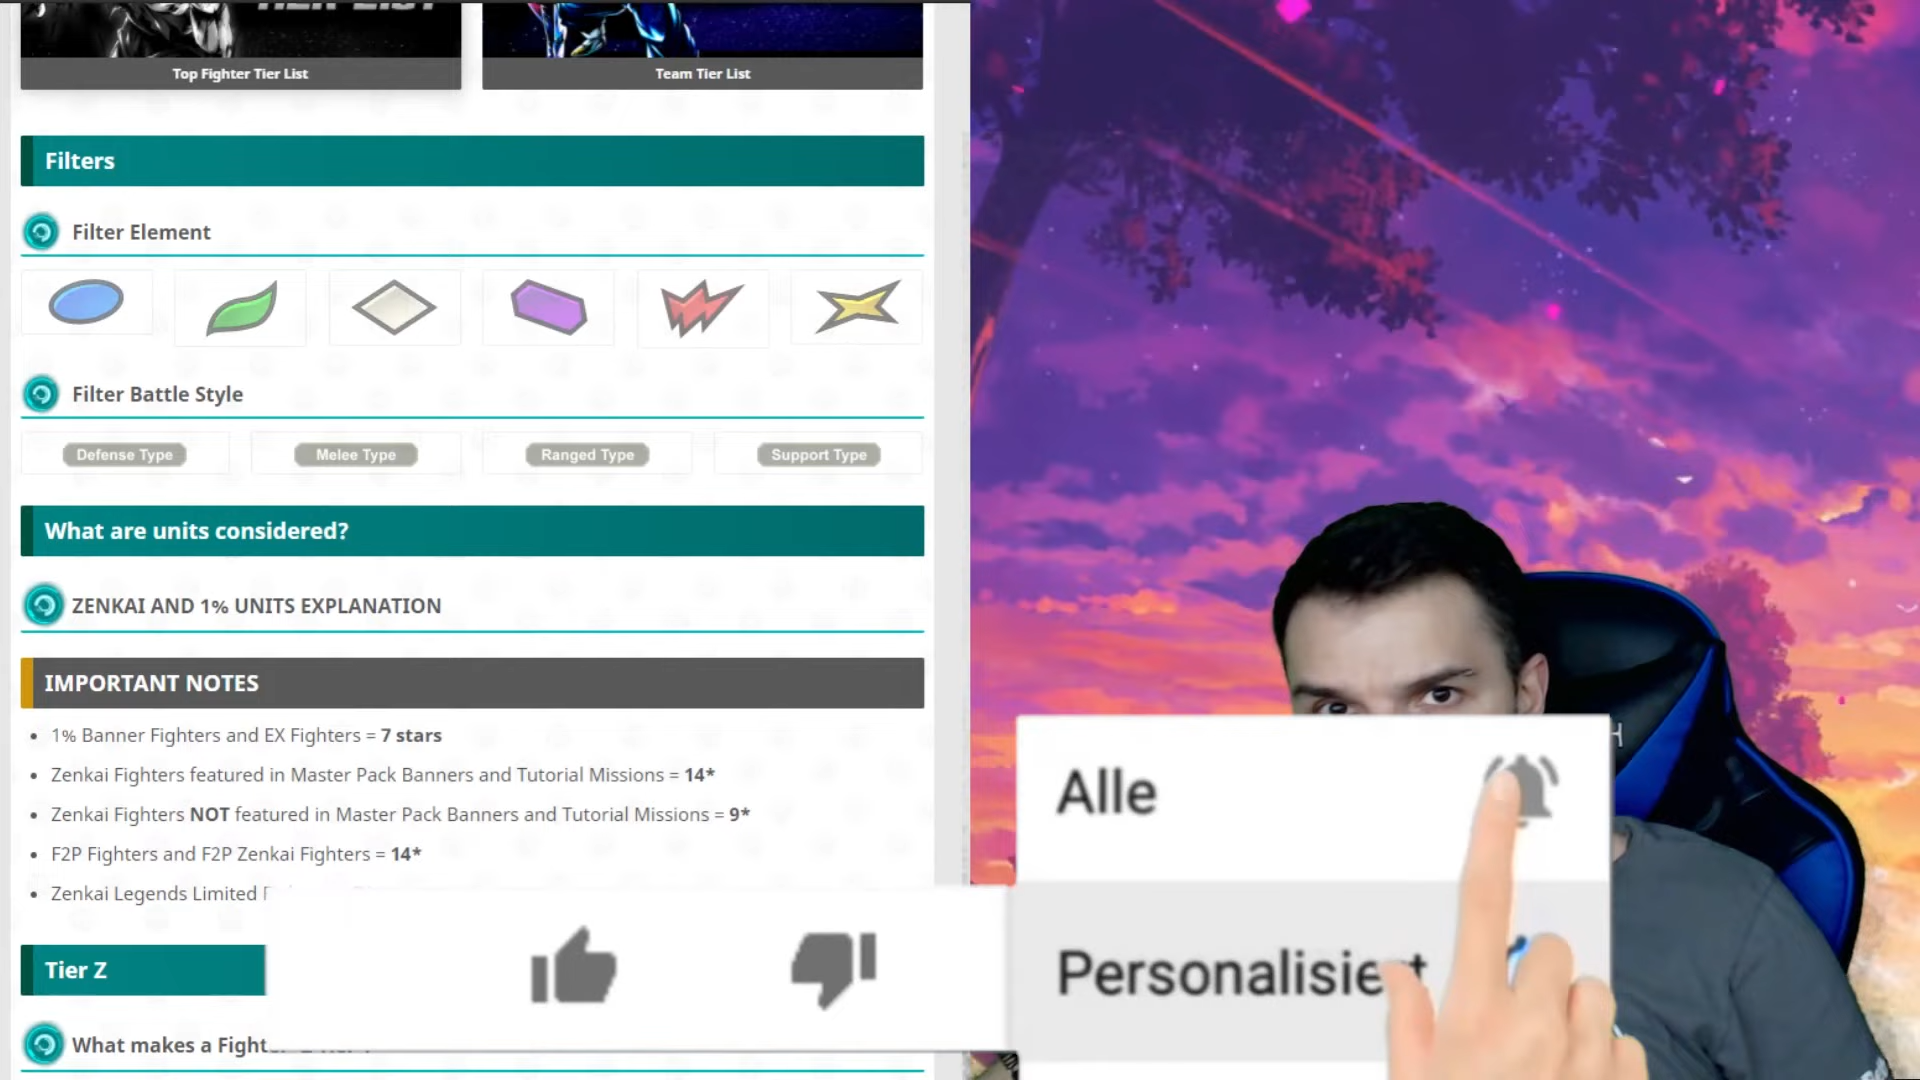 TIER LIST
Top Fighter Tier List
Team Tier List
Filters
Filter Element
Filter Battle Style
Defense Type
Melee Type
Ranged Type
Support Type
What are units considered?
ZENKAI AND 1% UNITS EXPLANATION
IMPORTANT NOTES
1% Banner Fighters and EX Fighters = 7 stars
Zenkai Fighters featured in Master Pack Banners and Tutorial Missions = 14*
Zenkai Fighters NOT featured in Master Pack Banners and Tutorial Missions = 9*
F2P Fighters and F2P Zenkai Fighters = 14*
Zenkai Legends Limited
Tier Z
What makes a
Alle
Personalisiert